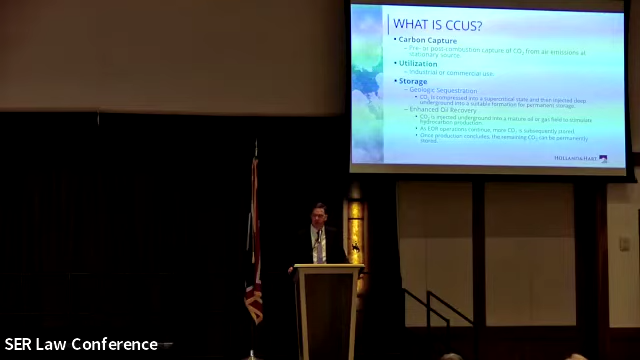 WHAT IS CCUS?
• Carbon Capture
– Pre- or post-combustion capture of CO2 from air emissions at
stationary source
• Utilization
– Industrial or commercial use
• Storage
– Geologic Sequestration
• CO2 is compressed into a supercritical state and then injected deep
underground into a suitable formation for permanent storage.
– Enhanced Oil Recovery
• CO2 is injected underground into a mature oil or gas field to stimulate
hydrocarbon production.
• As EOR operations continue, more CO2 is subsequently stored.
• Once production concludes, the remaining CO2 can be permanently
stored.
HOLLAND&HART
SER Law Conference